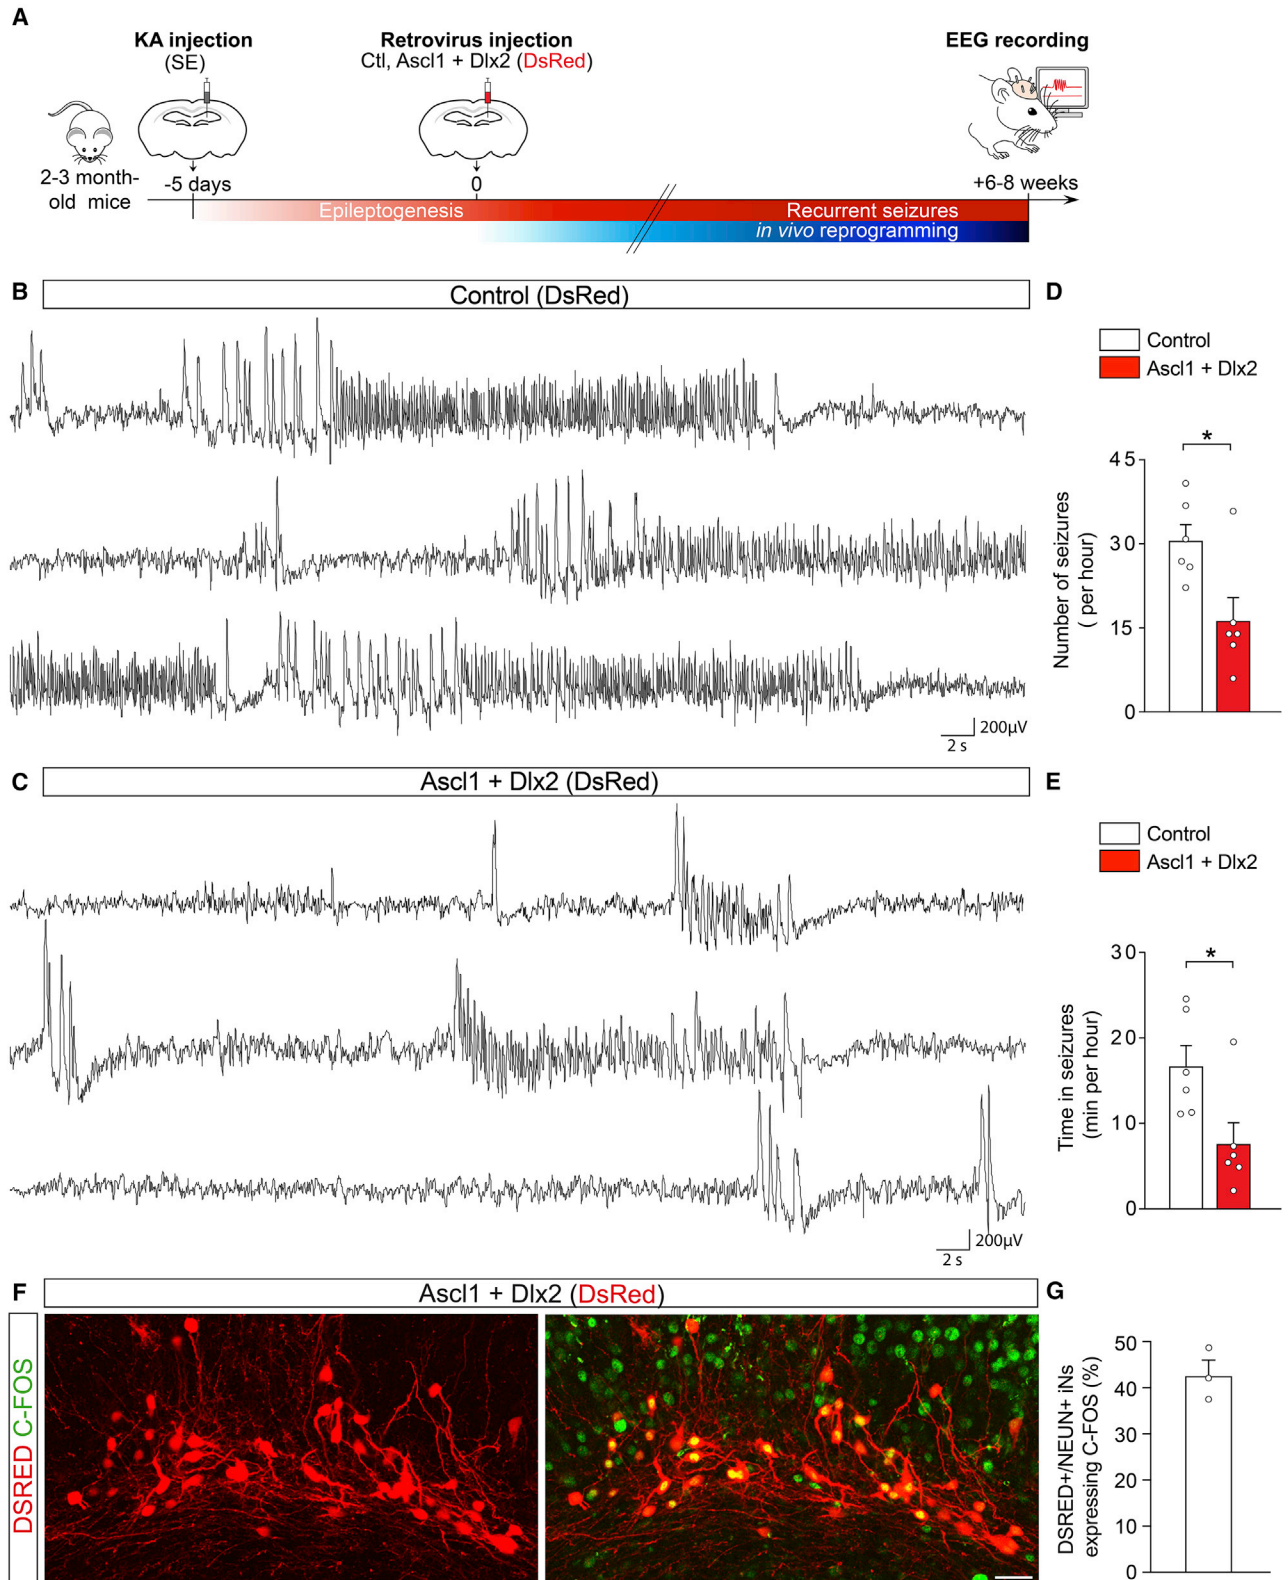 A
KA injection
(SE)
Retrovirus injection
Ctl, Ascl1 + Dlx2 (DsRed)
EEG recording
2-3 month-
old mice
-5 days
0
+6-8 weeks
Epileptogenesis
Recurrent seizures
in vivo reprogramming
B
Control (DsRed)
200µV
2 s
C
Ascl1 + Dlx2 (DsRed)
200µV
2 s
D
Control
Ascl1 + Dlx2
*
45
30
15
0
Number of seizures
( per hour)
E
Control
Ascl1 + Dlx2
*
30
20
10
0
Time in seizures
(min per hour)
F
Ascl1 + Dlx2 (DsRed)
DSRED C-FOS
G
50
40
30
20
10
0
DSRED+/NEUN+ iNs
expressing C-FOS (%)